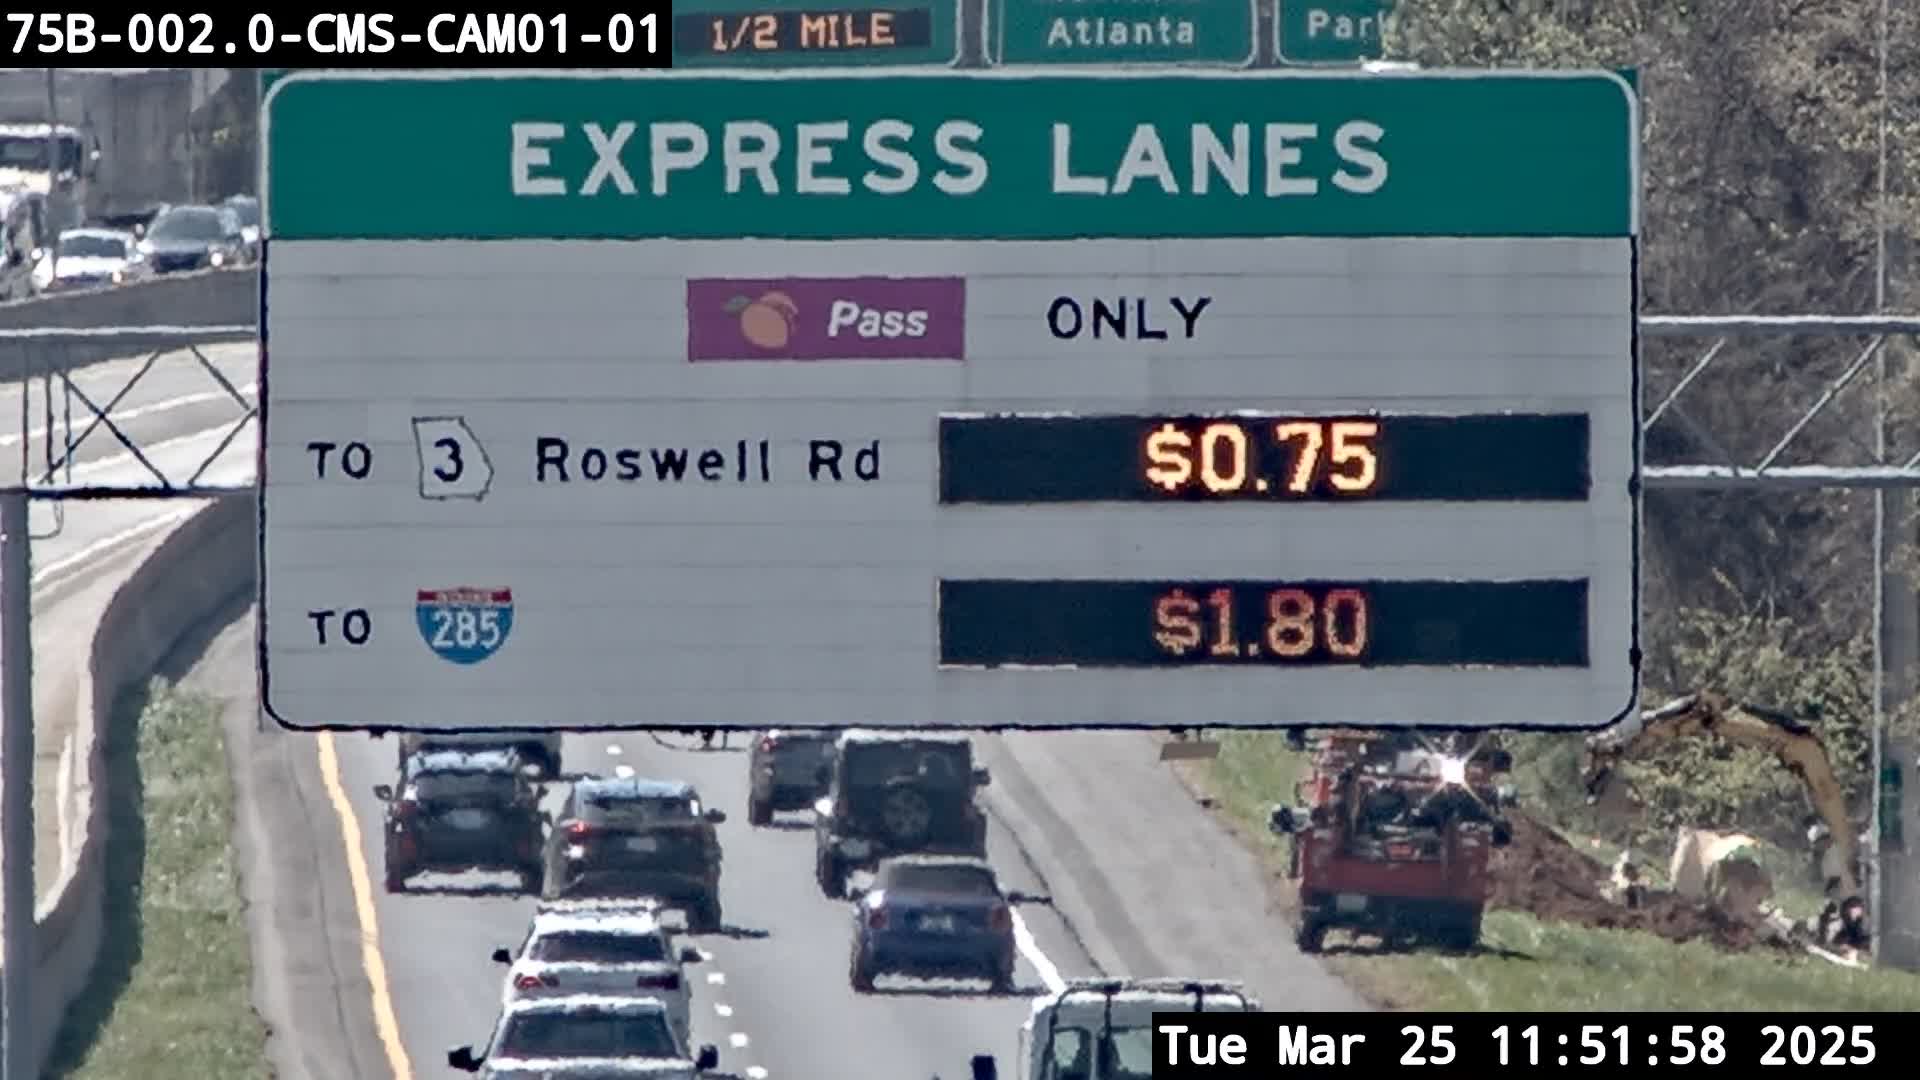 75B-002.0-CMS-CAM01-01
1/2 MILE
Atlanta
EXPRESS LANES
Pass ONLY
TO 3 Roswell Rd $0.75
TO 285 $1.80
Tue Mar 25 11:51:58 2025